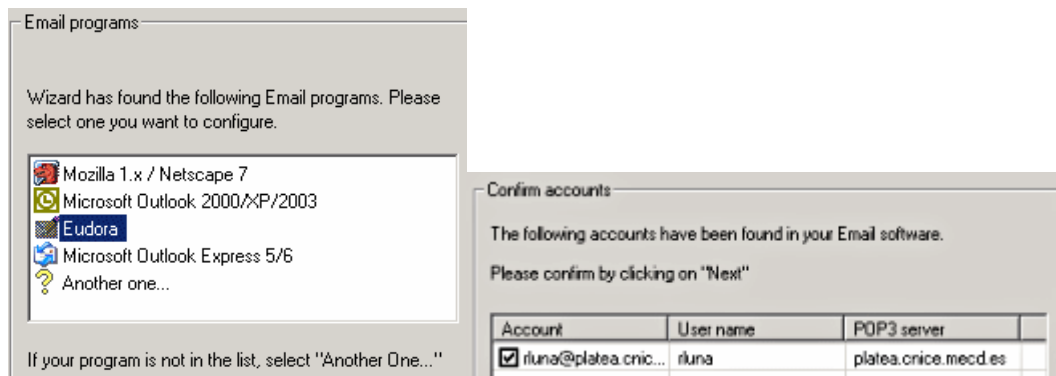 Email programs
Wizard has found the following Email programs. Please
select one you want to configure.
Mozilla 1.x / Netscape 7
Microsoft Outlook 2000/XP/2003
Eudora
Microsoft Outlook Express 5/6
Another one...
If your program is not in the list, select "Another One..."
Confirm accounts
The following accounts have been found in your Email software.
Please confirm by clicking on "Next"
Account User name POP3 server
rluna@platea.cnic... rluna platea.cnice.mecd.es